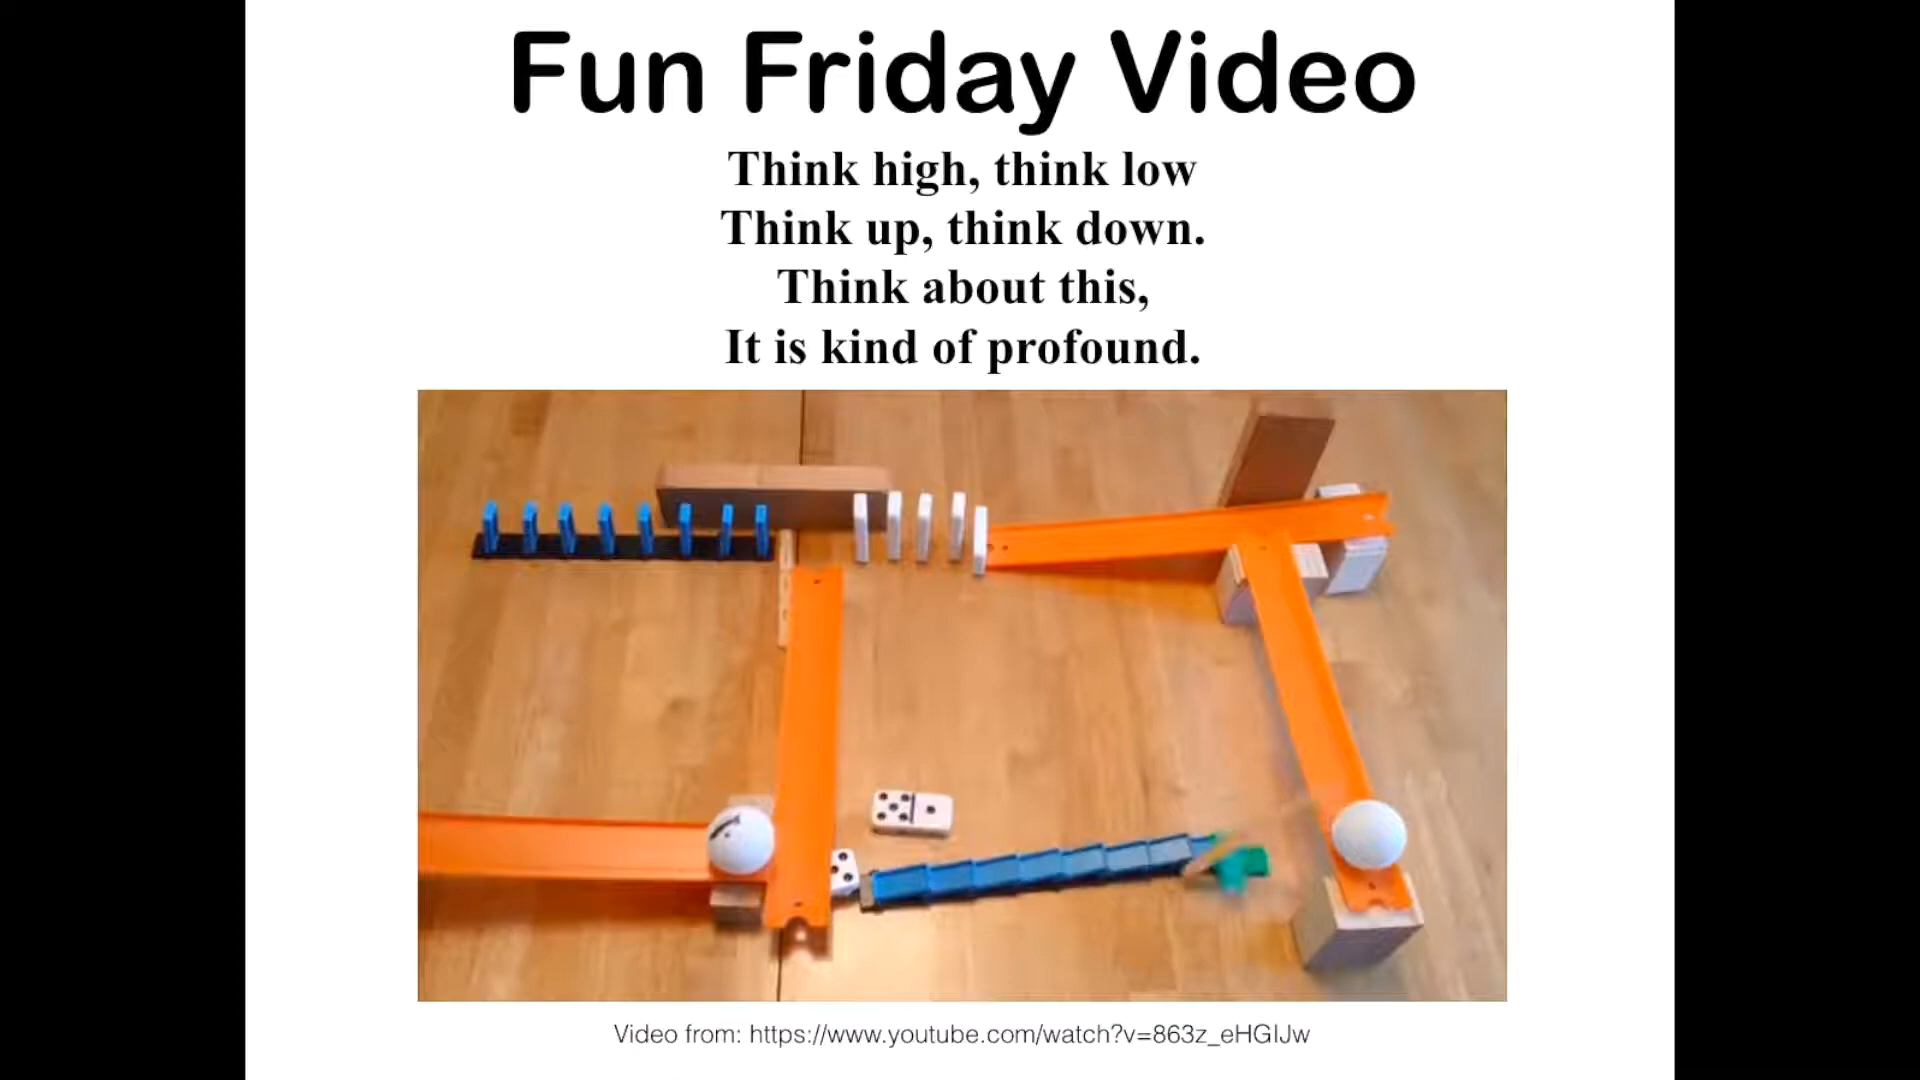 Fun Friday Video
Think high, think low
Think up, think down.
Think about this,
It is kind of profound.
Video from: https://www.youtube.com/watch?v=863z_eHGIJw